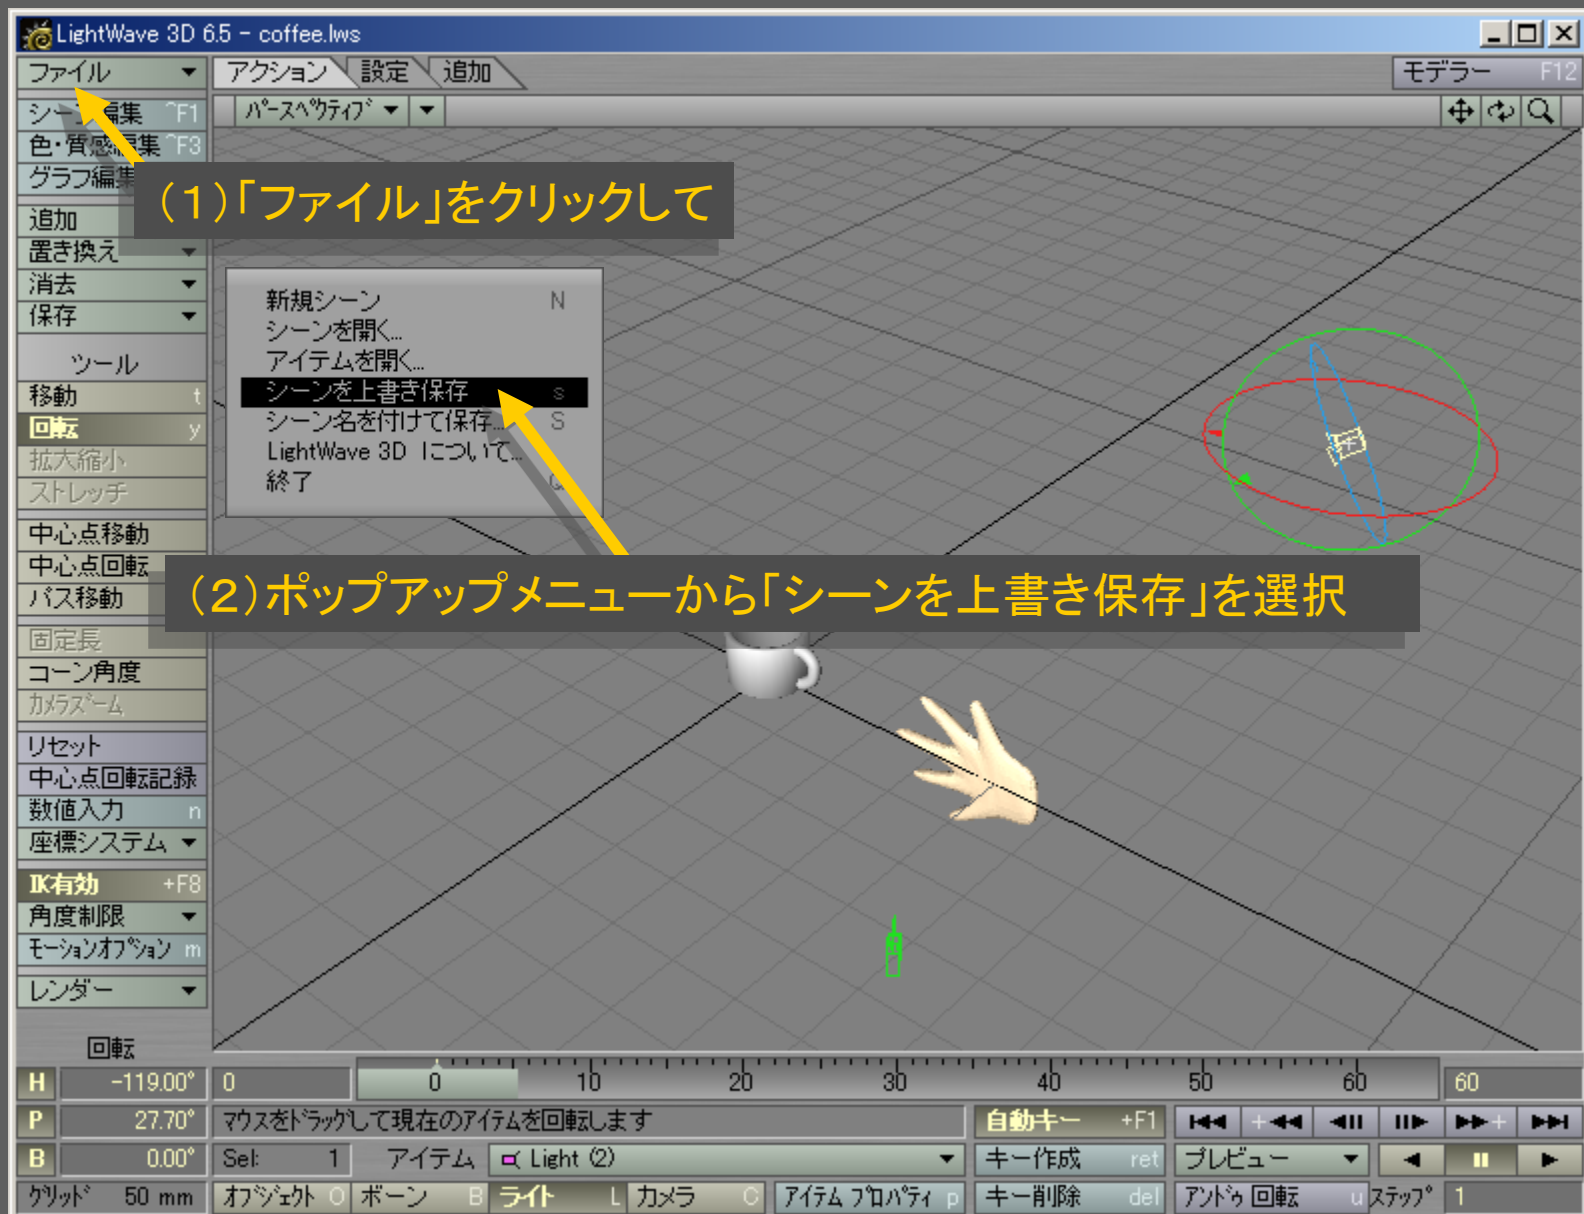 LightWave 3D 6.5 - coffee.lws
ファイル
アクション 設定 追加
モデラー F12
編集 ^F1
パースペクティブ
色・質感編集 ^F3
グラフ編集
(1)「ファイル」をクリックして
追加
置き換え
消去
保存
新規シーン N
シーンを開く...
アイテムを開く...
シーンを上書き保存 s
シーン名を付けて保存... S
LightWave 3D について...
終了
ツール
移動 t
回転 y
拡大縮小
ストレッチ
中心点移動
中心点回転
パス移動
(2)ポップアップメニューから「シーンを上書き保存」を選択
固定長
コーン角度
カメラズーム
リセット
中心点回転記録
数値入力 n
座標システム
IK有効 +F8
角度制限
モーションオプション m
レンダー
回転
H -119.00° 0 0 10 20 30 40 50 60 60
P 27.70° マウスをドラッグして現在のアイテムを回転します 自動キー +F1
B 0.00° Sel: 1 アイテム Light (2) キー作成 ret プレビュー
グリッド 50 mm オブジェクト O ボーン B ライト L カメラ C アイテム プロパティ p キー削除 del アンドゥ 回転 u ステップ 1